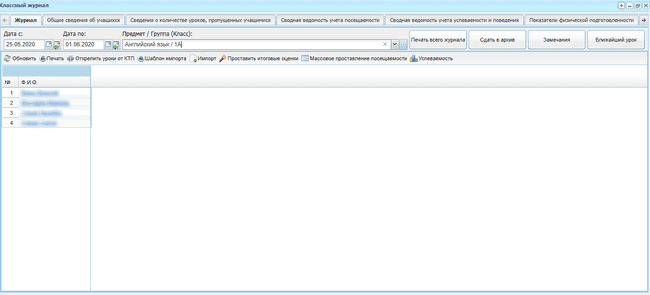 Классный журнал
Журнал Общие сведения об учащихся Сведения о количестве уроков, пропущенных учащимися Сводная ведомость учета посещаемости Сводная ведомость учета успеваемости и поведения Показатели физической подготовленности
Дата с: Дата по: Предмет / Группа (Класс):
25.05.2020 01.06.2020 Английский язык / 1А
Печать всего журнала Сдать в архив Замечания Ближайший урок
Обновить Печать Открепить уроки от КТП Шаблон импорта Импорт Проставить итоговые оценки Массовое проставление посещаемости Успеваемость
№ Ф.И.О.
1
2
3
4